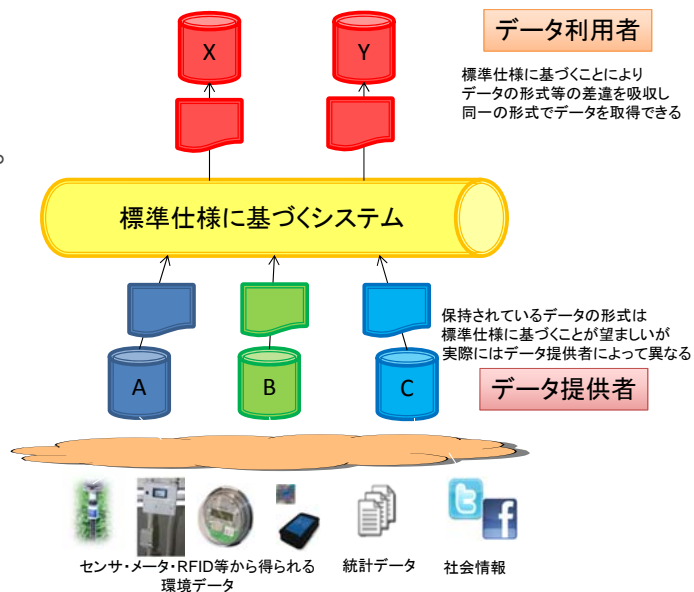 X
Y
データ利用者
標準仕様に基づくことにより
データの形式等の差違を吸収し
同一の形式でデータを取得できる
。
標準仕様に基づくシステム
保持されているデータの形式は
標準仕様に基づくことが望ましいが
実際にはデータ提供者によって異なる
A
B
C
データ提供者
センサ・メータ・RFID等から得られる
環境データ
統計データ
社会情報